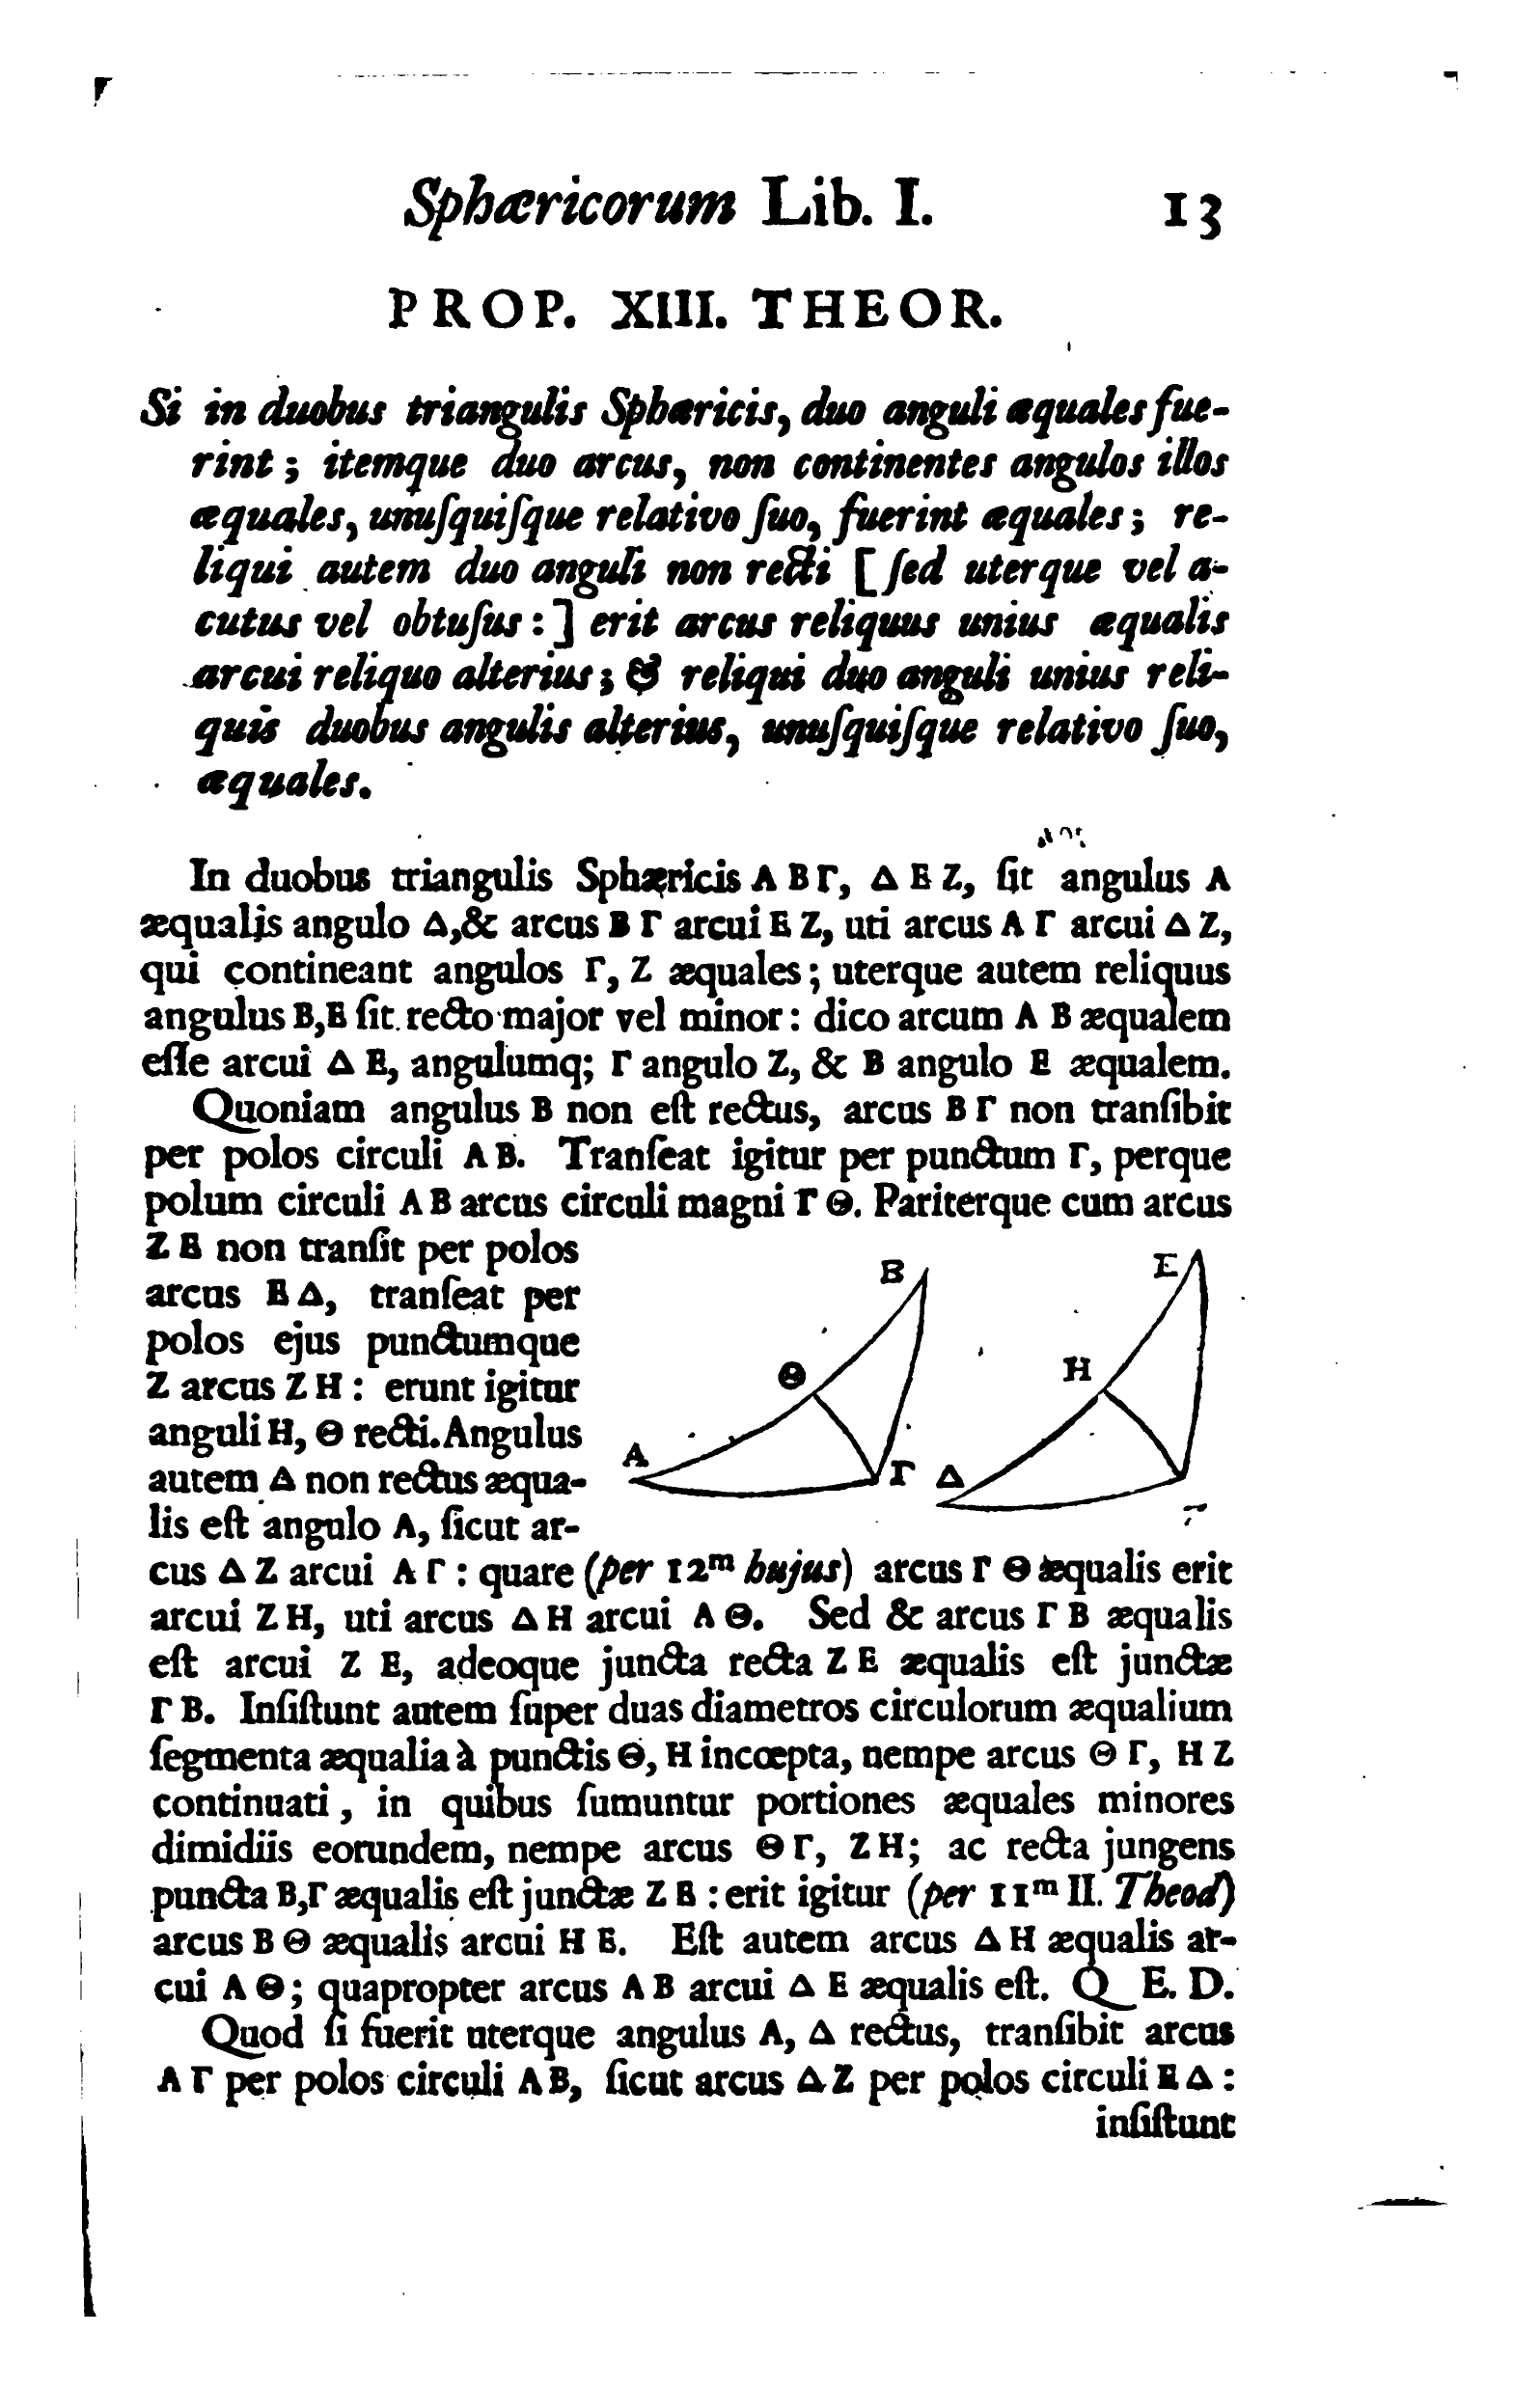 Sphæricorum Lib. I. 13
PROP. XIII. THEOR.
Si in duobus triangulis Sphæricis, duo anguli æquales fue-
rint; itemque duo arcus, non continentes angulos illos
æquales, unuſquiſque relativo ſuo, fuerint æquales; re-
liqui autem duo anguli non recti [ ſed uterque vel a-
cutus vel obtuſus : ] erit arcus reliquus unius æqualis
arcui reliquo alterius; & reliqui duo anguli unius reli-
quis duobus angulis alterius, unuſquiſque relativo ſuo,
æquales.
In duobus triangulis Sphæricis Α Β Γ, Δ Ε Ζ, ſit angulus Α
æqualis angulo Δ,& arcus Β Γ arcui Ε Ζ, uti arcus Α Γ arcui Δ Ζ,
qui contineant angulos Γ, Ζ æquales; uterque autem reliquus
angulus Β,Ε ſit recto major vel minor: dico arcum Α Β æqualem
eſſe arcui Δ Ε, angulumq; Γ angulo Ζ, & Β angulo Ε æqualem.
Quoniam angulus Β non eſt rectus, arcus Β Γ non tranſibit
per polos circuli Α Β. Tranſeat igitur per punctum Γ, perque
polum circuli Α Β arcus circuli magni Γ Θ. Pariterque cum arcus
Ζ Ε non tranſit per polos
arcus Ε Δ, tranſeat per
polos ejus punctumque
Ζ arcus Ζ Η : erunt igitur
anguli Η, Θ recti. Angulus
autem Δ non rectus æqua-
lis eſt angulo Α, ſicut ar-
Β Ε
Θ Η
Α Γ Δ
cus Δ Ζ arcui Α Γ : quare (per 12m hujus) arcus Γ Θ æqualis erit
arcui Ζ Η, uti arcus Δ Η arcui Α Θ. Sed & arcus Γ Β æqualis
eſt arcui Ζ Ε, adeoque juncta recta Ζ Ε æqualis eſt junctæ
Γ Β. Inſiſtunt autem ſuper duas diametros circulorum æqualium
ſegmenta æqualia à punctis Θ, Η incœpta, nempe arcus Θ Γ, Η Ζ
continuati, in quibus ſumuntur portiones æquales minores
dimidiis eorundem, nempe arcus Θ Γ, Ζ Η; ac recta jungens
puncta Β,Γ æqualis eſt junctæ Ζ Ε : erit igitur (per 11m II. Theod)
arcus Β Θ æqualis arcui Η Ε. Eſt autem arcus Δ Η æqualis ar-
cui Α Θ; quapropter arcus Α Β arcui Δ Ε æqualis eſt. Q E. D.
Quod ſi fuerit uterque angulus Α, Δ rectus, tranſibit arcus
Α Γ per polos circuli Α Β, ſicut arcus Δ Ζ per polos circuli Ε Δ :
inſiſtunt